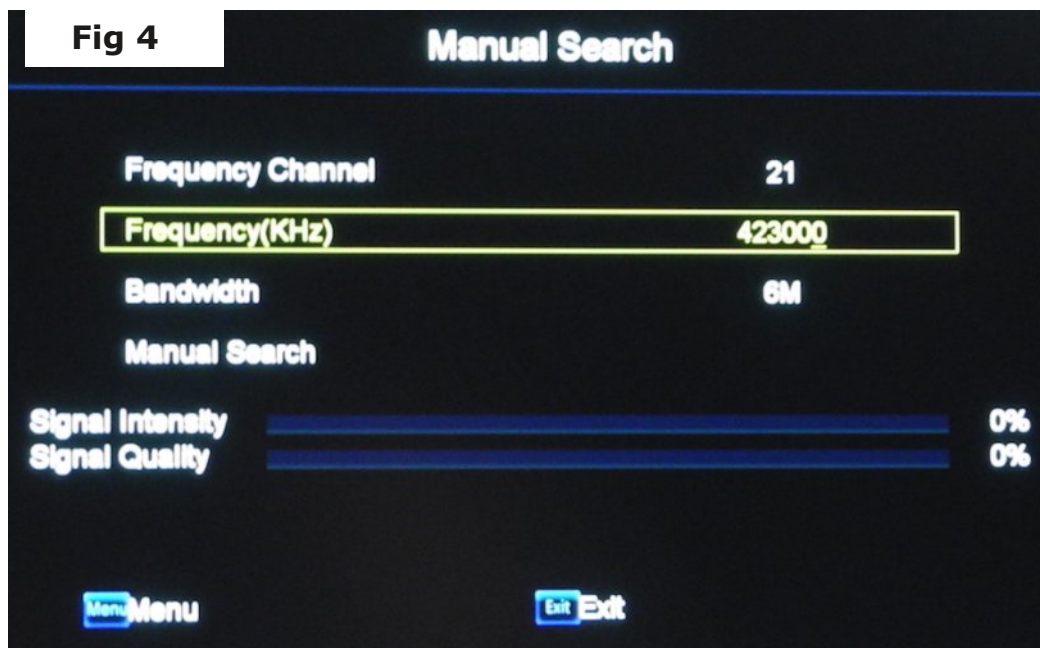 Fig 4
Manual Search
Frequency Channel 21
Frequency(KHz) 423000
Bandwidth 6M
Manual Search
Signal Intensity 0%
Signal Quality 0%
Menu Menu Exit Exit